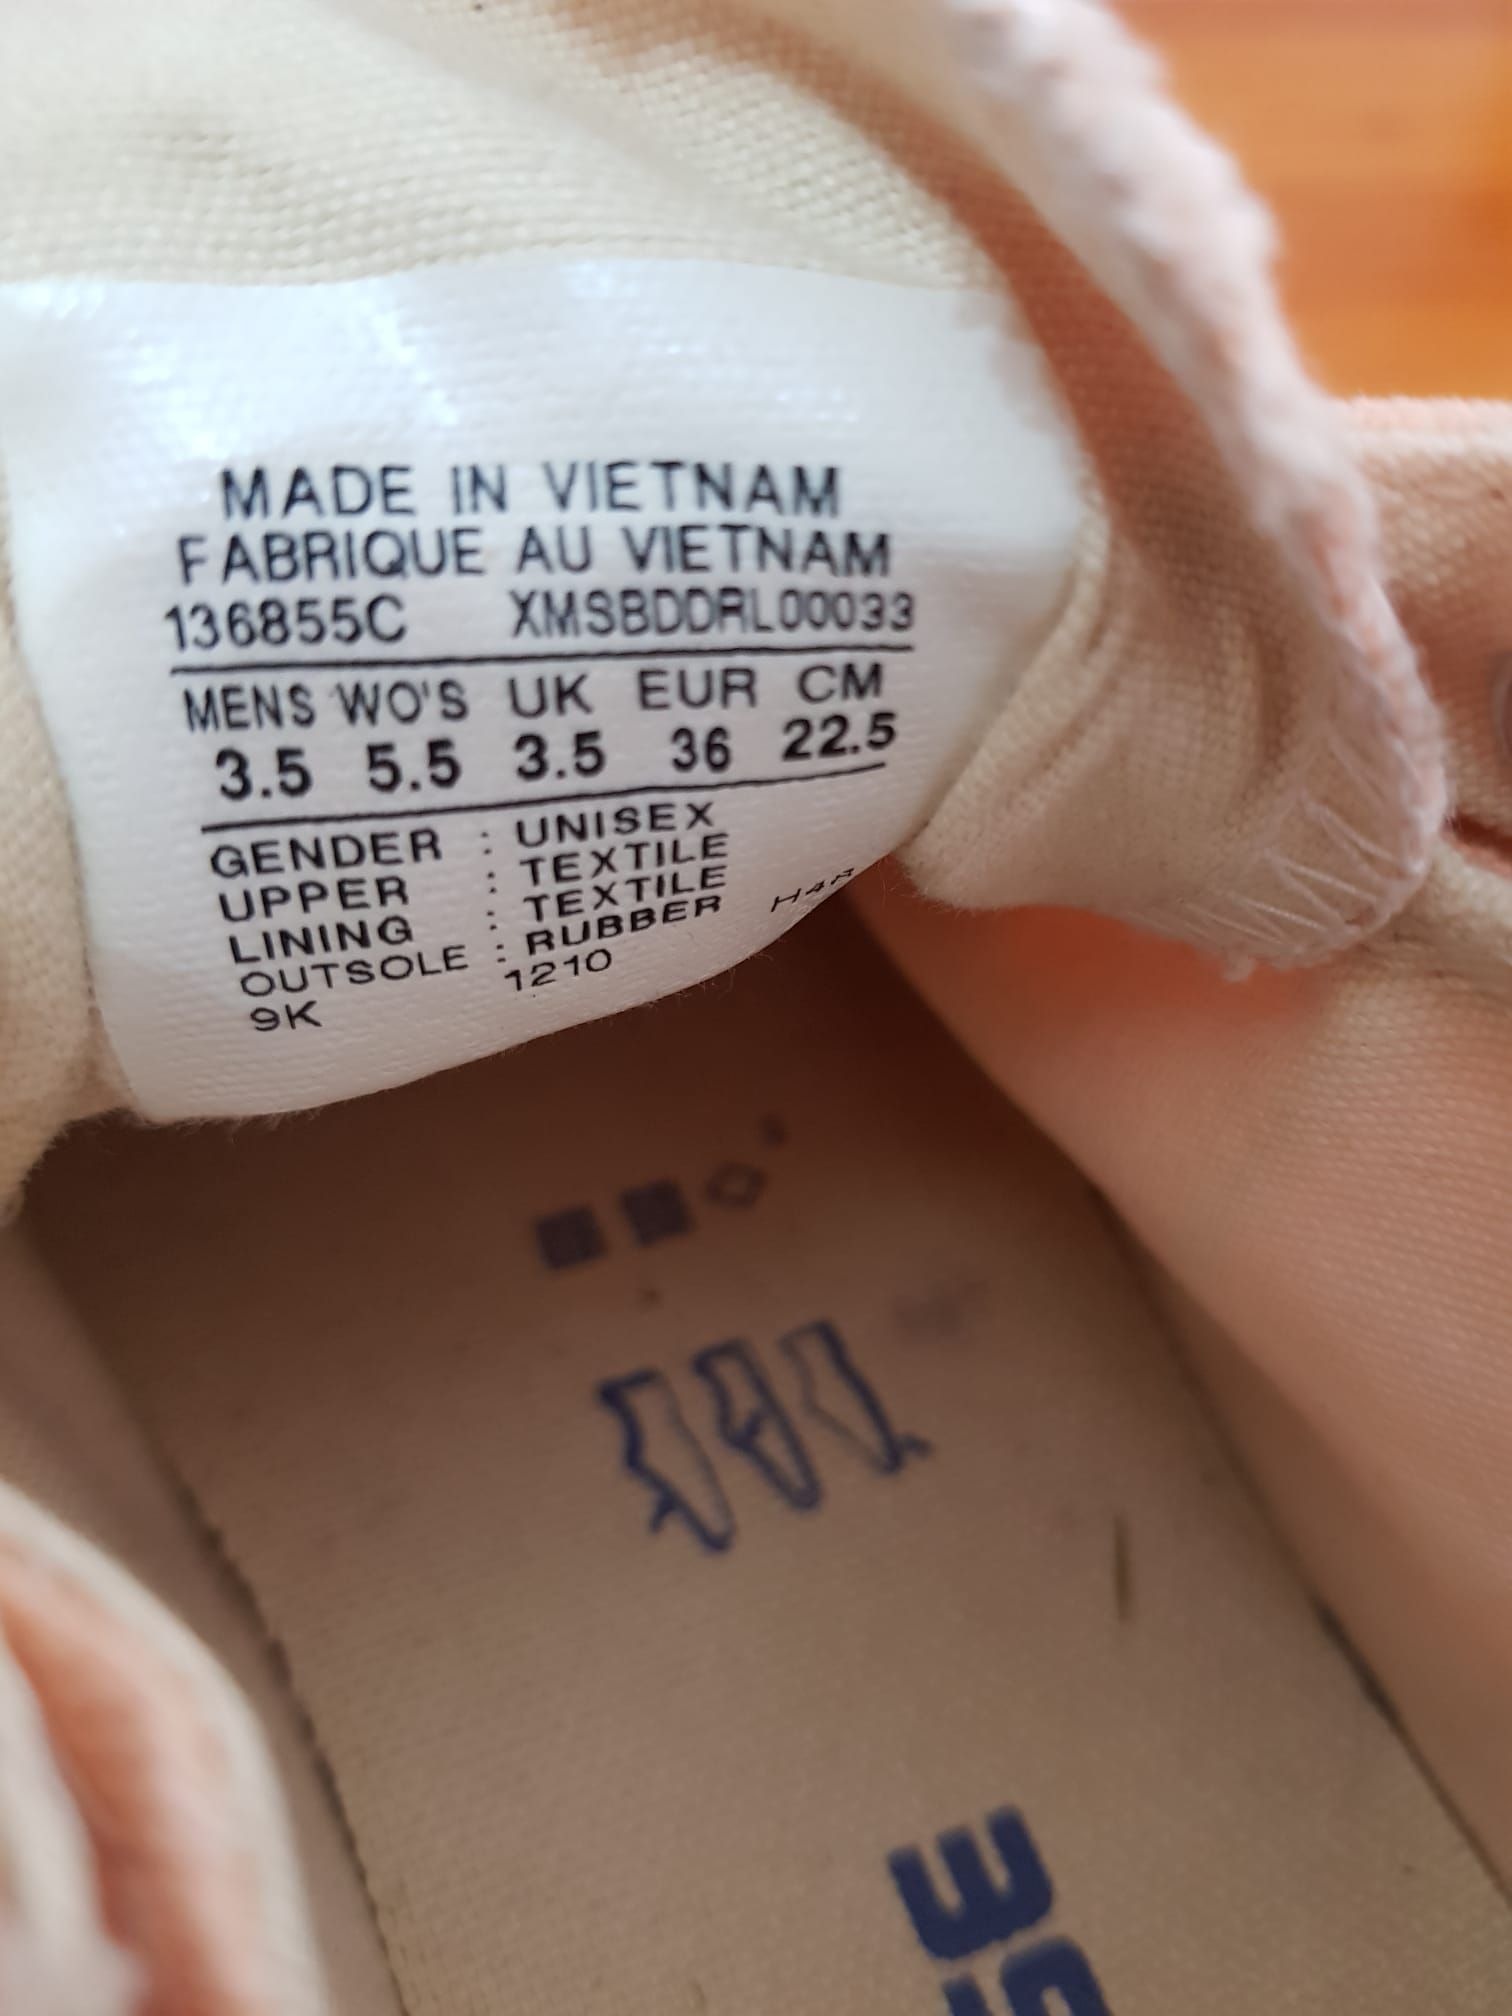 MADE IN VIETNAM
FABRIQUE AU VIETNAM
136855C XMSBDDRL00033
MENS WO'S UK EUR CM
3.5 5.5 3.5 36 22.5
GENDER : UNISEX
UPPER : TEXTILE
LINING : TEXTILE
OUTSOLE : RUBBER
9K 1210